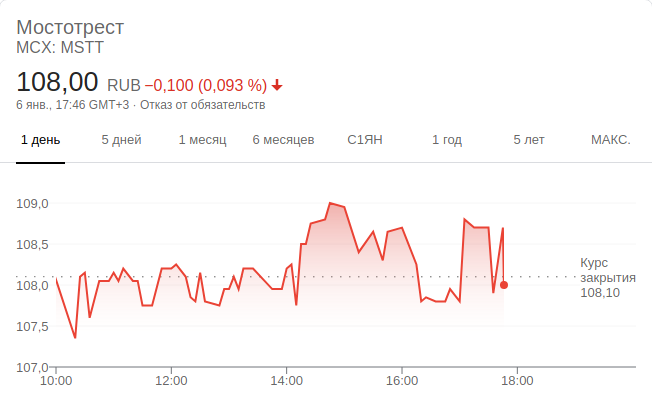 Мостотрест
MCX: MSTT
108,00 RUB −0,100 (0,093 %)
6 янв., 17:46 GMT+3 · Отказ от обязательств
1 день 5 дней 1 месяц 6 месяцев С1ЯН 1 год 5 лет МАКС.
109,0
108,5
108,0
107,5
107,0
Курс
закрытия
108,10
10:00 12:00 14:00 16:00 18:00